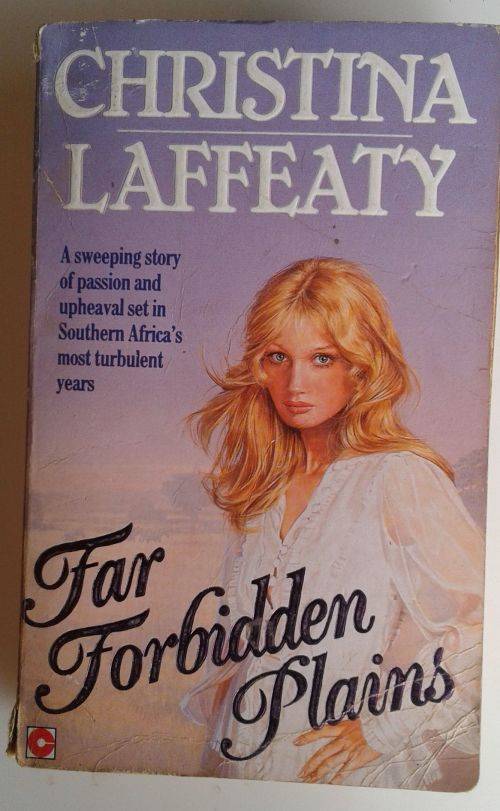 CHRISTINA
LAFFEATY
A sweeping story
of passion and
upheaval set in
Southern Africa's
most turbulent
years
Far
Forbidden
Plains